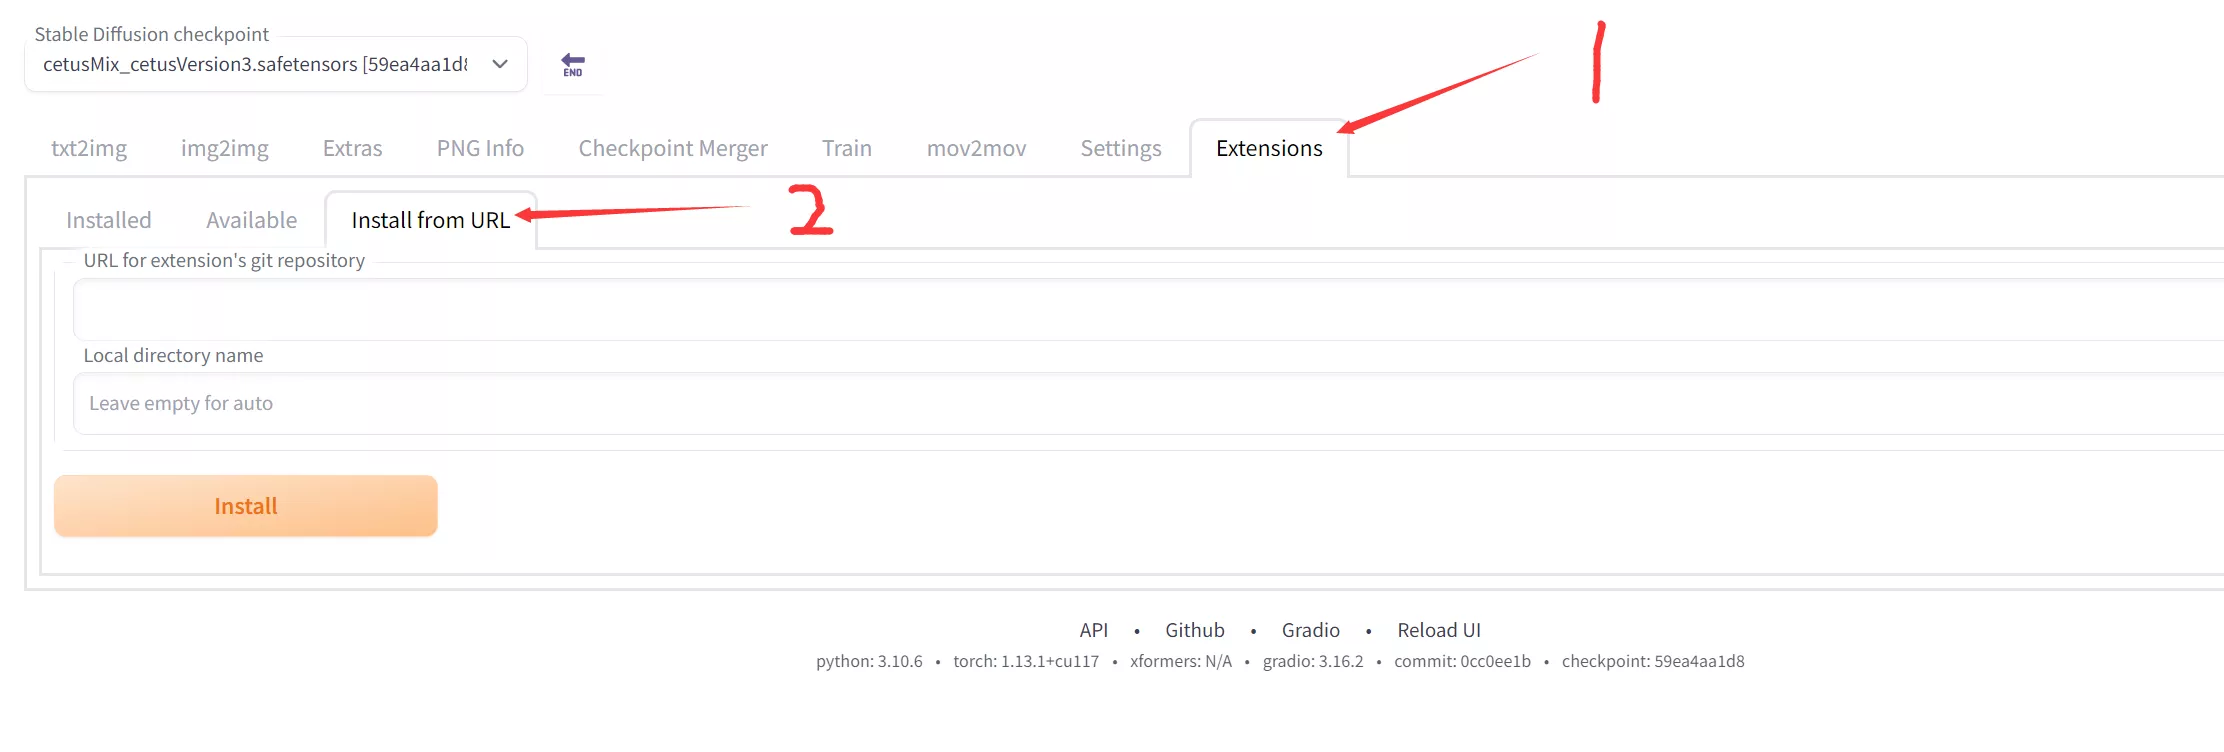 Stable Diffusion checkpoint
cetusMix_cetusVersion3.safetensors [59ea4aa1d8
END
1
txt2img img2img Extras PNG Info Checkpoint Merger Train mov2mov Settings Extensions
Installed Available Install from URL 2
URL for extension's git repository
Local directory name
Leave empty for auto
Install
API • Github • Gradio • Reload UI
python: 3.10.6 • torch: 1.13.1+cu117 • xformers: N/A • gradio: 3.16.2 • commit: 0cc0ee1b • checkpoint: 59ea4aa1d8